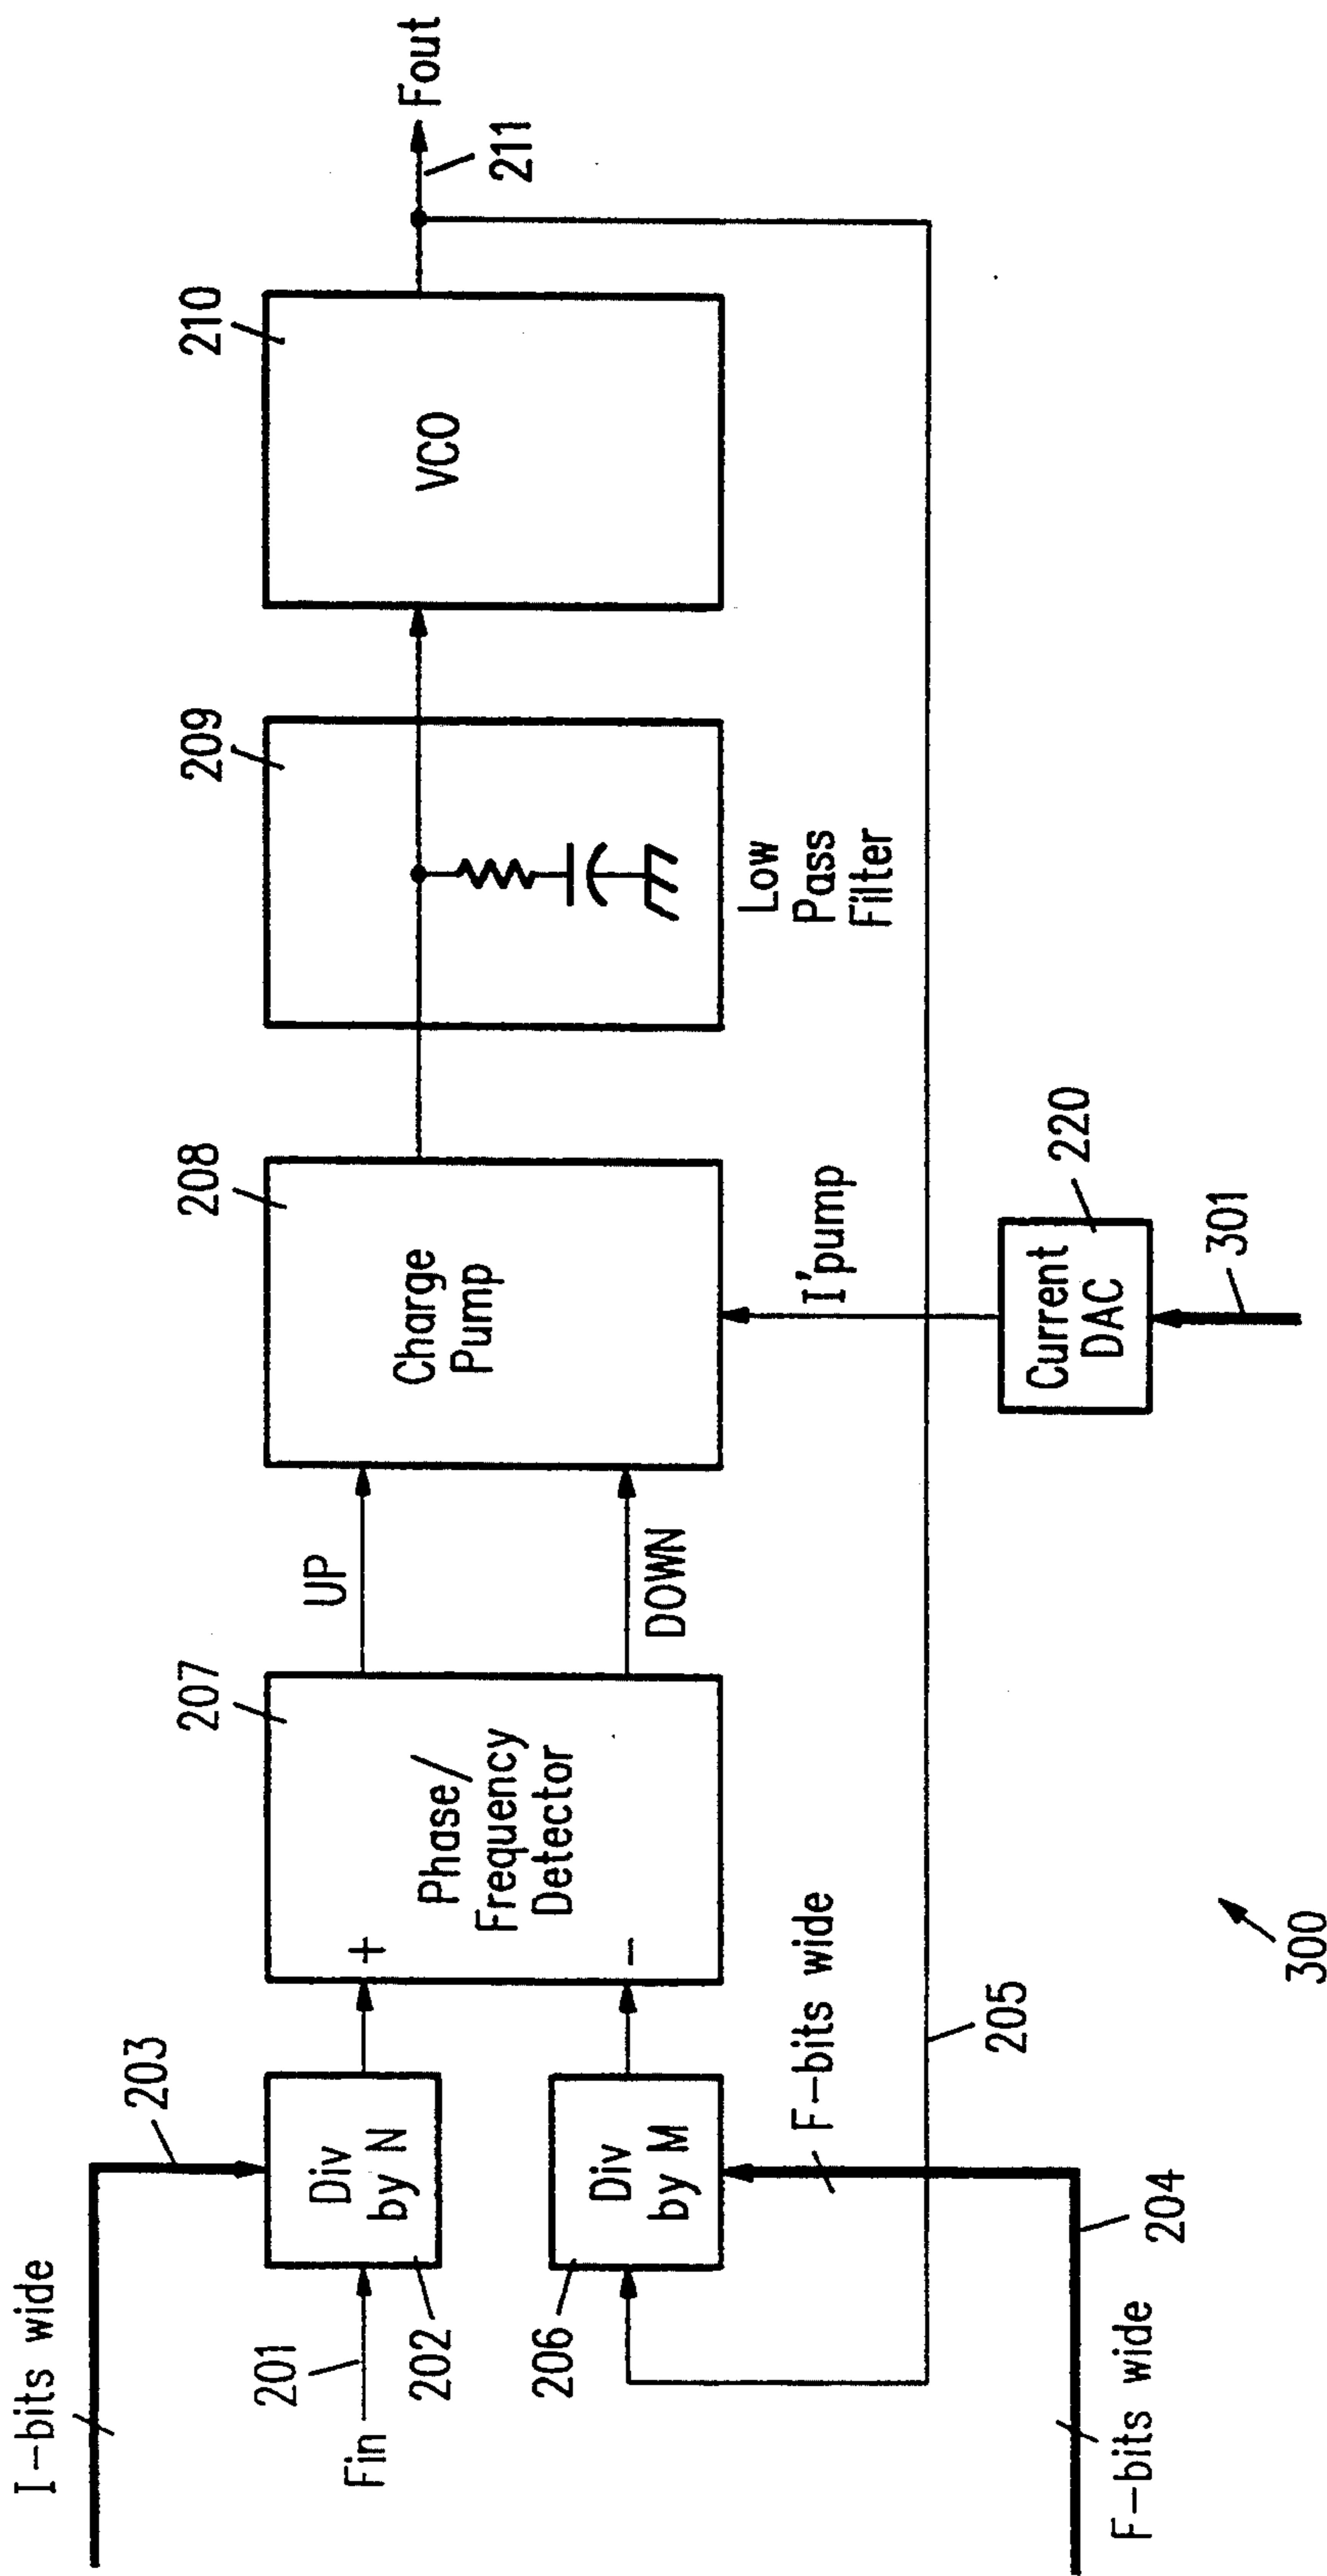 I-bits wide
203
201
Fin
Div
by N
202
206
Div
by M
F-bits wide
F-bits wide
204
205
207
+
-
Phase/
Frequency
Detector
UP
DOWN
208
Charge
Pump
I'pump
Current
DAC
220
301
209
Low
Pass
Filter
210
VCO
211
Fout
300